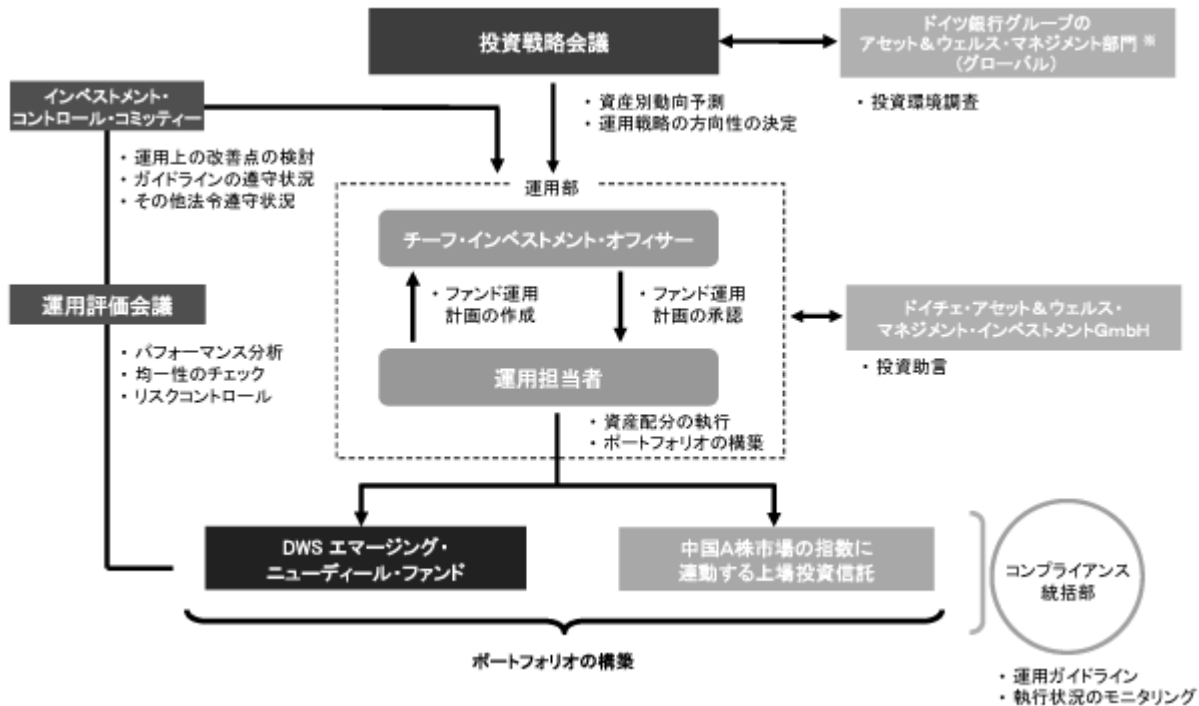 投資戦略会議
ドイツ銀行グループの
アセット＆ウェルス・マネジメント部門 ※
(グローバル)
・投資環境調査
インベストメント・
コントロール・コミッティー
・運用上の改善点の検討
・ガイドラインの遵守状況
・その他法令遵守状況
・資産別動向予測
・運用戦略の方向性の決定
運用部
チーフ・インベストメント・オフィサー
・ファンド運用
計画の作成
・ファンド運用
計画の承認
運用担当者
・資産配分の執行
・ポートフォリオの構築
運用評価会議
・パフォーマンス分析
・均一性のチェック
・リスクコントロール
ドイチェ・アセット＆ウェルス・
マネジメント・インベストメントGmbH
・投資助言
DWS エマージング・
ニューディール・ファンド
中国A株市場の指数に
連動する上場投資信託
コンプライアンス
統括部
ポートフォリオの構築
・運用ガイドライン
・執行状況のモニタリング